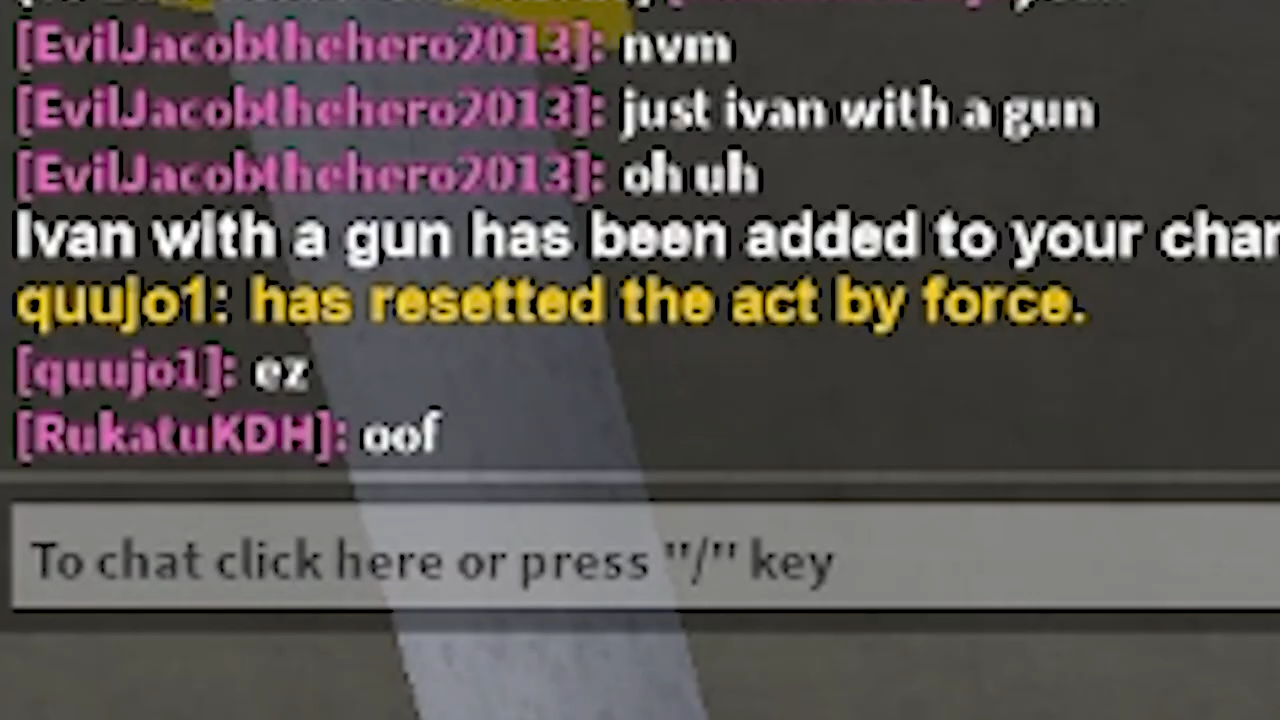 [EvilJacobthehero2013]: nvm
[EvilJacobthehero2013]: just ivan with a gun
[EvilJacobthehero2013]: oh uh
Ivan with a gun has been added to your char
quujo1: has resetted the act by force.
[quujo1]: ez
[RukatuKDH]: oof
To chat click here or press "/" key